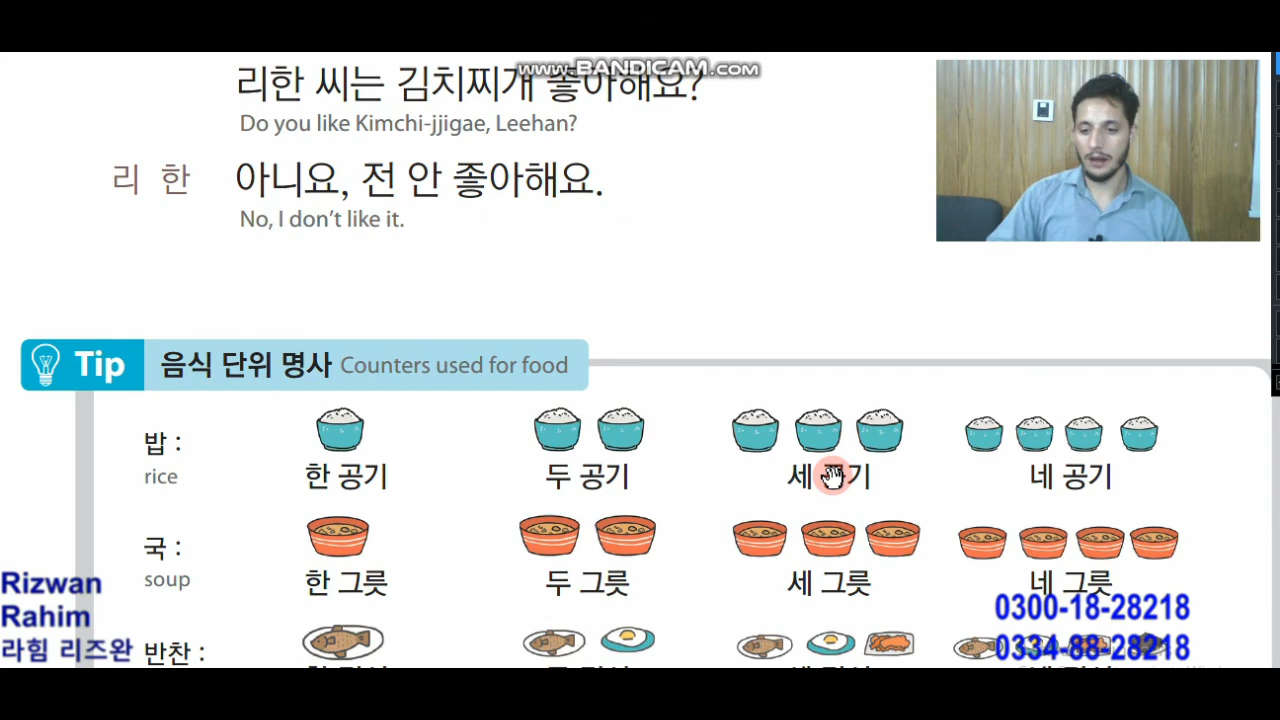 www.BANDICAM.com
리한 씨는 김치찌개 좋아해요?
Do you like Kimchi-jjigae, Leehan?
리 한 아니요, 전 안 좋아해요.
No, I don't like it.
Tip 음식 단위 명사 Counters used for food
밥 :
rice
한 공기 두 공기 세 기 네 공기
국 :
soup
한 그릇 두 그릇 세 그릇 네 그릇
Rizwan
Rahim
라힘 리즈완
0300-18-28218
0334-88-28218
반찬 :